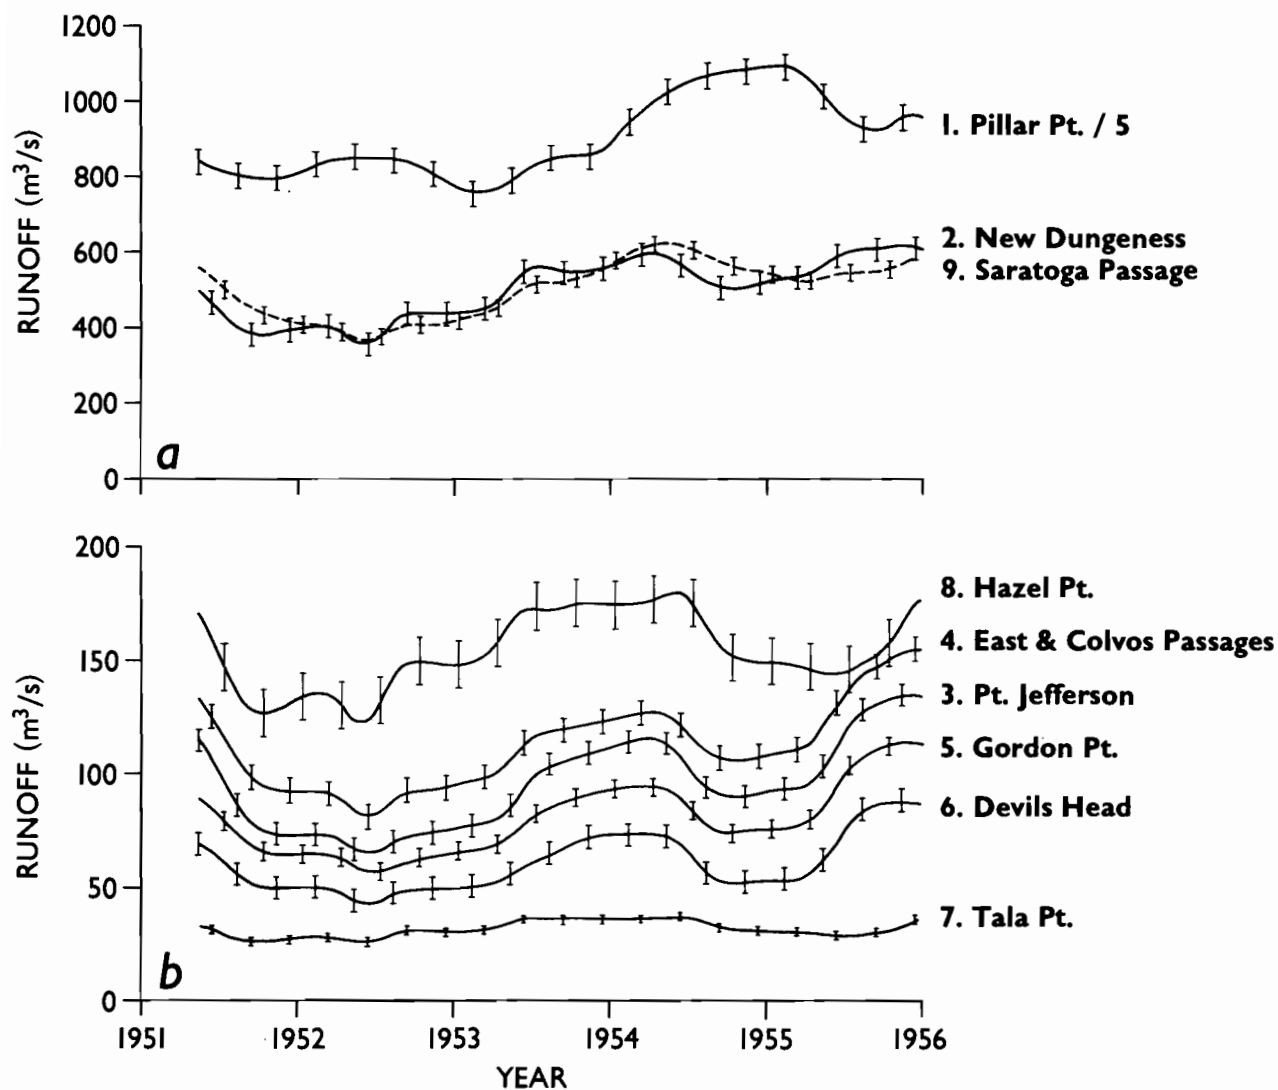 1200
1000
800
600
400
200
0
RUNOFF (m³/s)
1. Pillar Pt. / 5
2. New Dungeness
9. Saratoga Passage
a
200
150
100
50
0
RUNOFF (m³/s)
8. Hazel Pt.
4. East & Colvos Passages
3. Pt. Jefferson
5. Gordon Pt.
6. Devils Head
7. Tala Pt.
b
1951 1952 1953 1954 1955 1956
YEAR